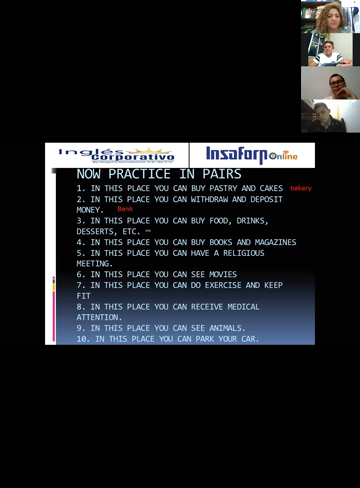 Inglés
Corporativo
Insaforp Online
NOW PRACTICE IN PAIRS
1. IN THIS PLACE YOU CAN BUY PASTRY AND CAKES bakery
2. IN THIS PLACE YOU CAN WITHDRAW AND DEPOSIT
MONEY. Bank
3. IN THIS PLACE YOU CAN BUY FOOD, DRINKS,
DESSERTS, ETC.
4. IN THIS PLACE YOU CAN BUY BOOKS AND MAGAZINES
5. IN THIS PLACE YOU CAN HAVE A RELIGIOUS
MEETING.
6. IN THIS PLACE YOU CAN SEE MOVIES
7. IN THIS PLACE YOU CAN DO EXERCISE AND KEEP
FIT
8. IN THIS PLACE YOU CAN RECEIVE MEDICAL
ATTENTION.
9. IN THIS PLACE YOU CAN SEE ANIMALS.
10. IN THIS PLACE YOU CAN PARK YOUR CAR.